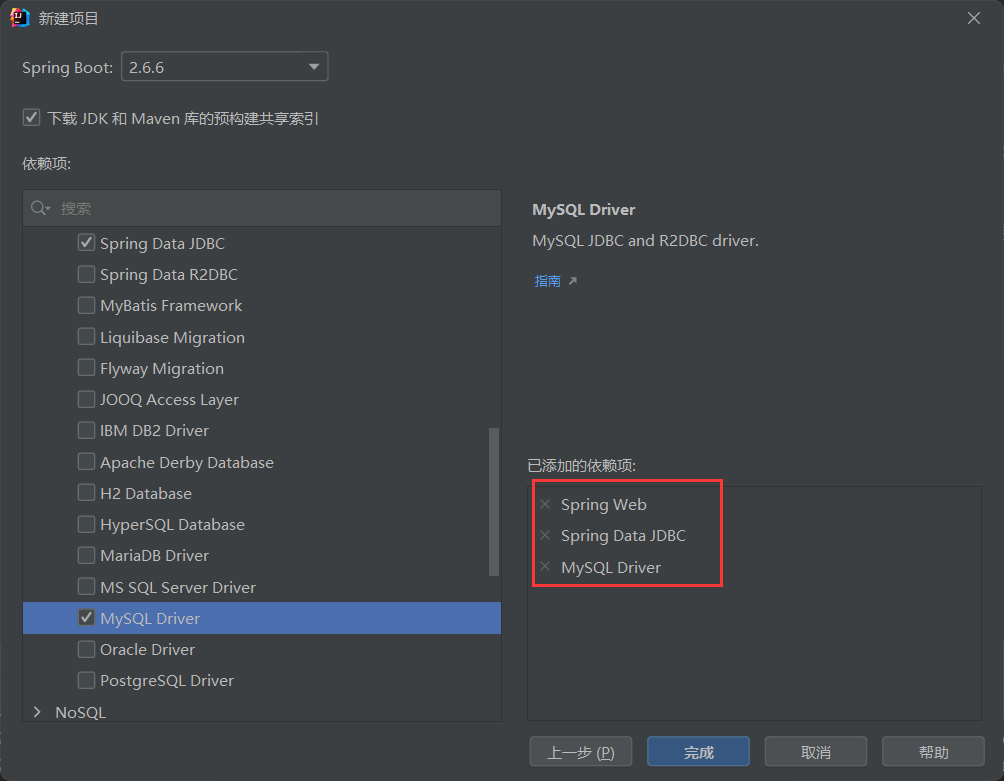 新建项目
Spring Boot: 2.6.6
下载 JDK 和 Maven 库的预构建共享索引
依赖项:
搜索
Spring Data JDBC
Spring Data R2DBC
MyBatis Framework
Liquibase Migration
Flyway Migration
JOOQ Access Layer
IBM DB2 Driver
Apache Derby Database
H2 Database
HyperSQL Database
MariaDB Driver
MS SQL Server Driver
MySQL Driver
Oracle Driver
PostgreSQL Driver
NoSQL
MySQL Driver
MySQL JDBC and R2DBC driver.
指南
已添加的依赖项:
Spring Web
Spring Data JDBC
MySQL Driver
上一步 (P) 完成 取消 帮助